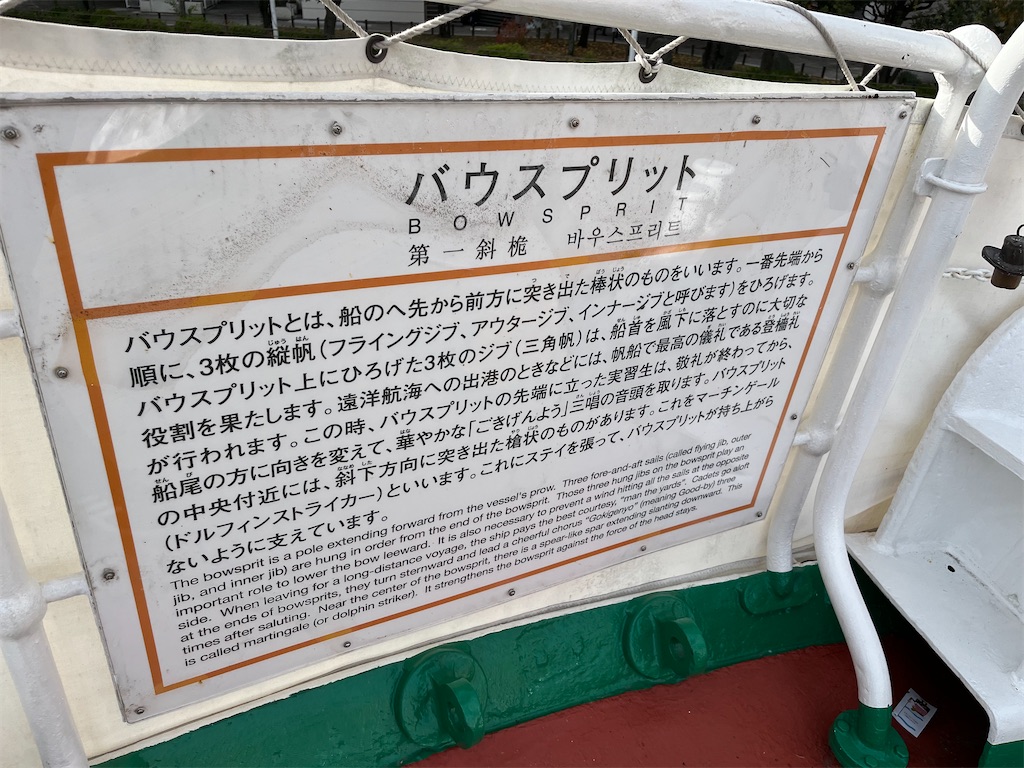 バウスプリット
BOWSPRIT
第一斜桅 바우스프리트
バウスプリットとは、船のへ先から前方に突き出た棒状のものをいいます。一番先端から
順に、3枚の縦帆(フライングジブ、アウタージブ、インナージブと呼びます)をひろげます。
バウスプリット上にひろげた3枚のジブ(三角帆)は、船首を風下に落とすのに大切な
役割を果たします。遠洋航海への出港のときなどには、帆船で最高の儀礼である登檣礼
が行われます。この時、バウスプリットの先端に立った実習生は、敬礼が終わってから、
船尾の方に向きを変えて、華やかな「ごきげんよう」三唱の音頭を取ります。バウスプリット
の中央付近には、斜下方向に突き出た槍状のものがあります。これをマーチンゲール
(ドルフィンストライカー)といいます。これにステイを張って、バウスプリットが持ち上がら
ないように支えています。
The bowsprit is a pole extending forward from the vessel's prow. Three fore-and-aft sails (called flying jib, outer
jib, and inner jib) are hung in order from the end of the bowsprit. Those three hung jibs on the bowsprit play an
important role to lower the bow leeward. It is also necessary to prevent a wind hitting all the sails at the opposite
side. When leaving for a long-distance voyage, the ship pays the best courtesy, "man the yards". Cadets go aloft
at the ends of bowsprits, they turn sternward and lead a cheerful chorus "Gokigenyo" (meaning Good-by) three
times after saluting. Near the center of the bowsprit, there is a spear-like spar extending slanting downward. This
is called martingale (or dolphin striker). It strengthens the bowsprit against the force of the head stays.